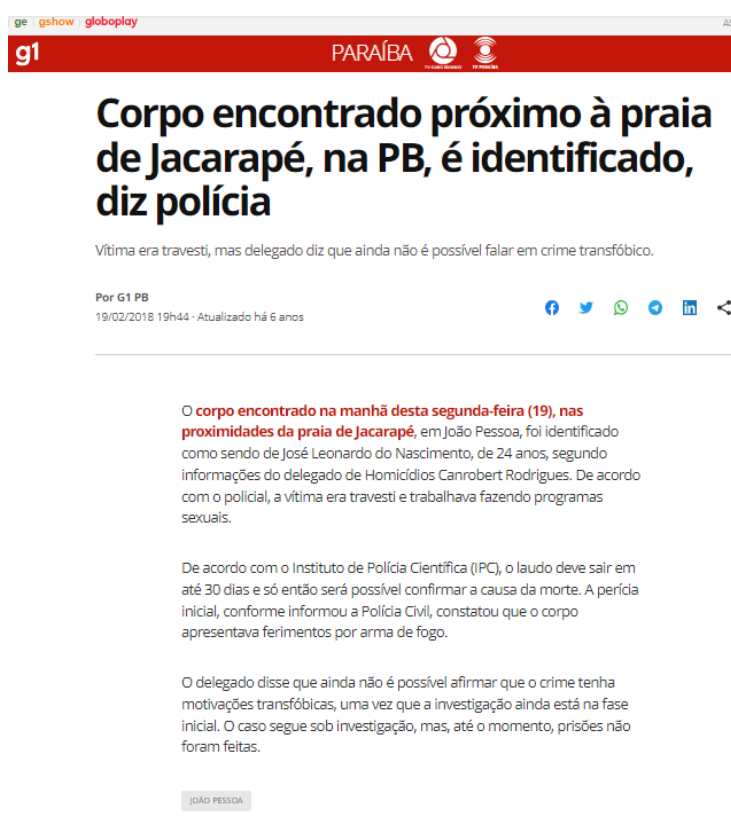 ge gshow globoplay
g1 PARAÍBA TV CABO BRANCO TV PARAÍBA
Corpo encontrado próximo à praia
de Jacarapé, na PB, é identificado,
diz polícia
Vítima era travesti, mas delegado diz que ainda não é possível falar em crime transfóbico.
Por G1 PB
19/02/2018 19h44 · Atualizado há 6 anos
O corpo encontrado na manhã desta segunda-feira (19), nas
proximidades da praia de Jacarapé, em João Pessoa, foi identificado
como sendo de José Leonardo do Nascimento, de 24 anos, segundo
informações do delegado de Homicídios Canrobert Rodrigues. De acordo
com o policial, a vítima era travesti e trabalhava fazendo programas
sexuais.
De acordo com o Instituto de Polícia Científica (IPC), o laudo deve sair em
até 30 dias e só então será possível confirmar a causa da morte. A perícia
inicial, conforme informou a Polícia Civil, constatou que o corpo
apresentava ferimentos por arma de fogo.
O delegado disse que ainda não é possível afirmar que o crime tenha
motivações transfóbicas, uma vez que a investigação ainda está na fase
inicial. O caso segue sob investigação, mas, até o momento, prisões não
foram feitas.
JOÃO PESSOA